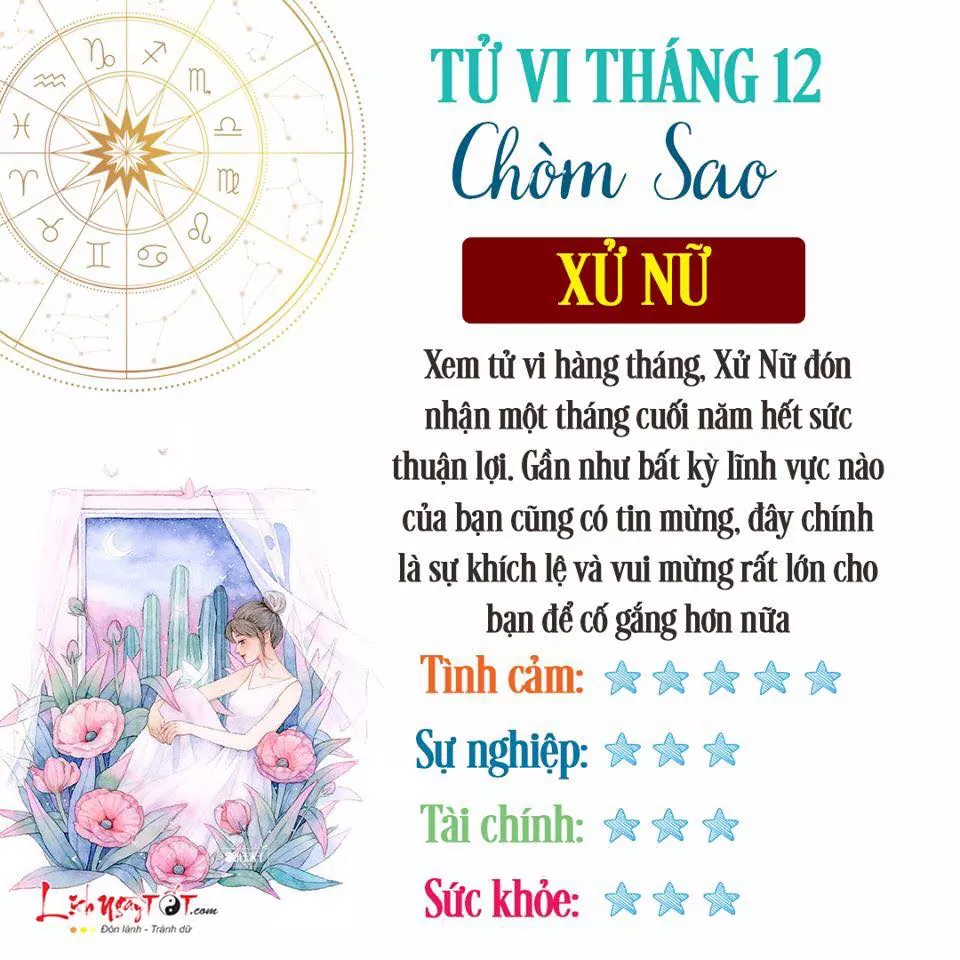 TỬ VI THÁNG 12
Chòm Sao
XỬ NỮ
Xem tử vi hàng tháng, Xử Nữ đón
nhận một tháng cuối năm hết sức
thuận lợi. Gần như bất kỳ lĩnh vực nào
của bạn cũng có tin mừng, đây chính
là sự khích lệ và vui mừng rất lớn cho
bạn để cố gắng hơn nữa
Tình cảm:
Sự nghiệp:
Tài chính:
Sức khỏe:
LịchNgàyTỐT.com
Đón lành - Tránh dữ